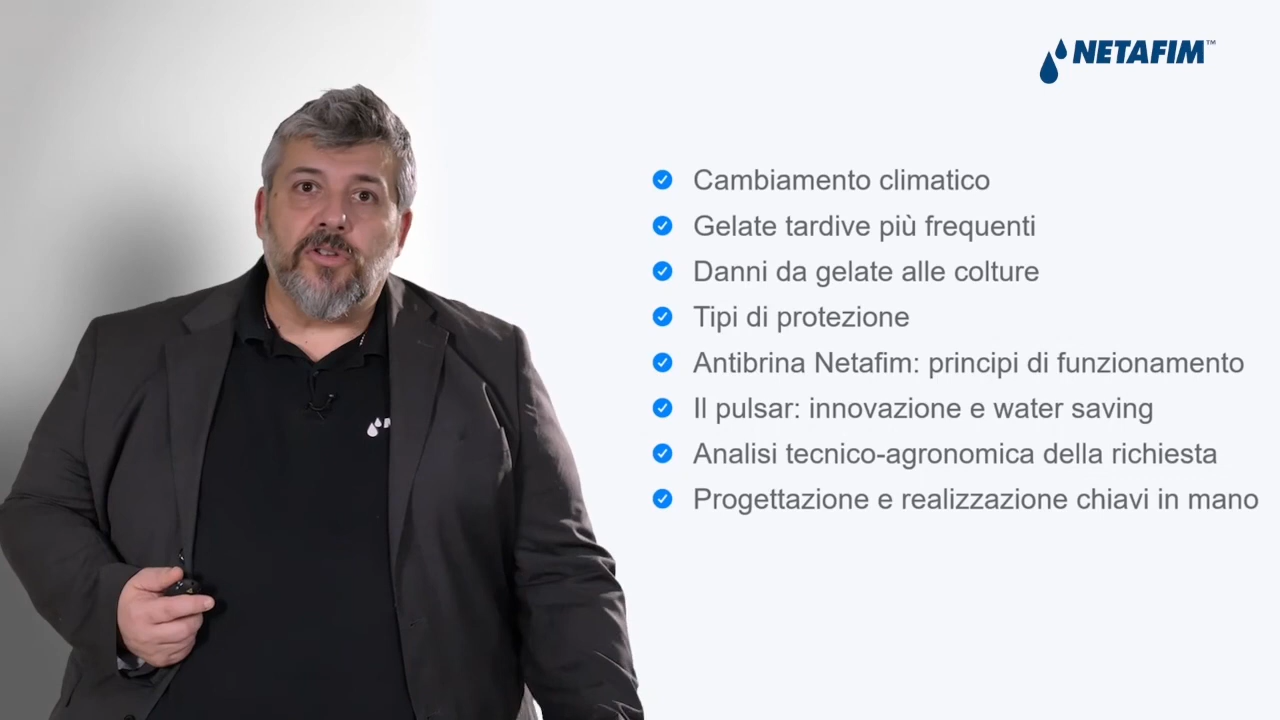 NETAFIM™
Cambiamento climatico
Gelate tardive più frequenti
Danni da gelate alle colture
Tipi di protezione
Antibrina Netafim: principi di funzionamento
Il pulsar: innovazione e water saving
Analisi tecnico-agronomica della richiesta
Progettazione e realizzazione chiavi in mano